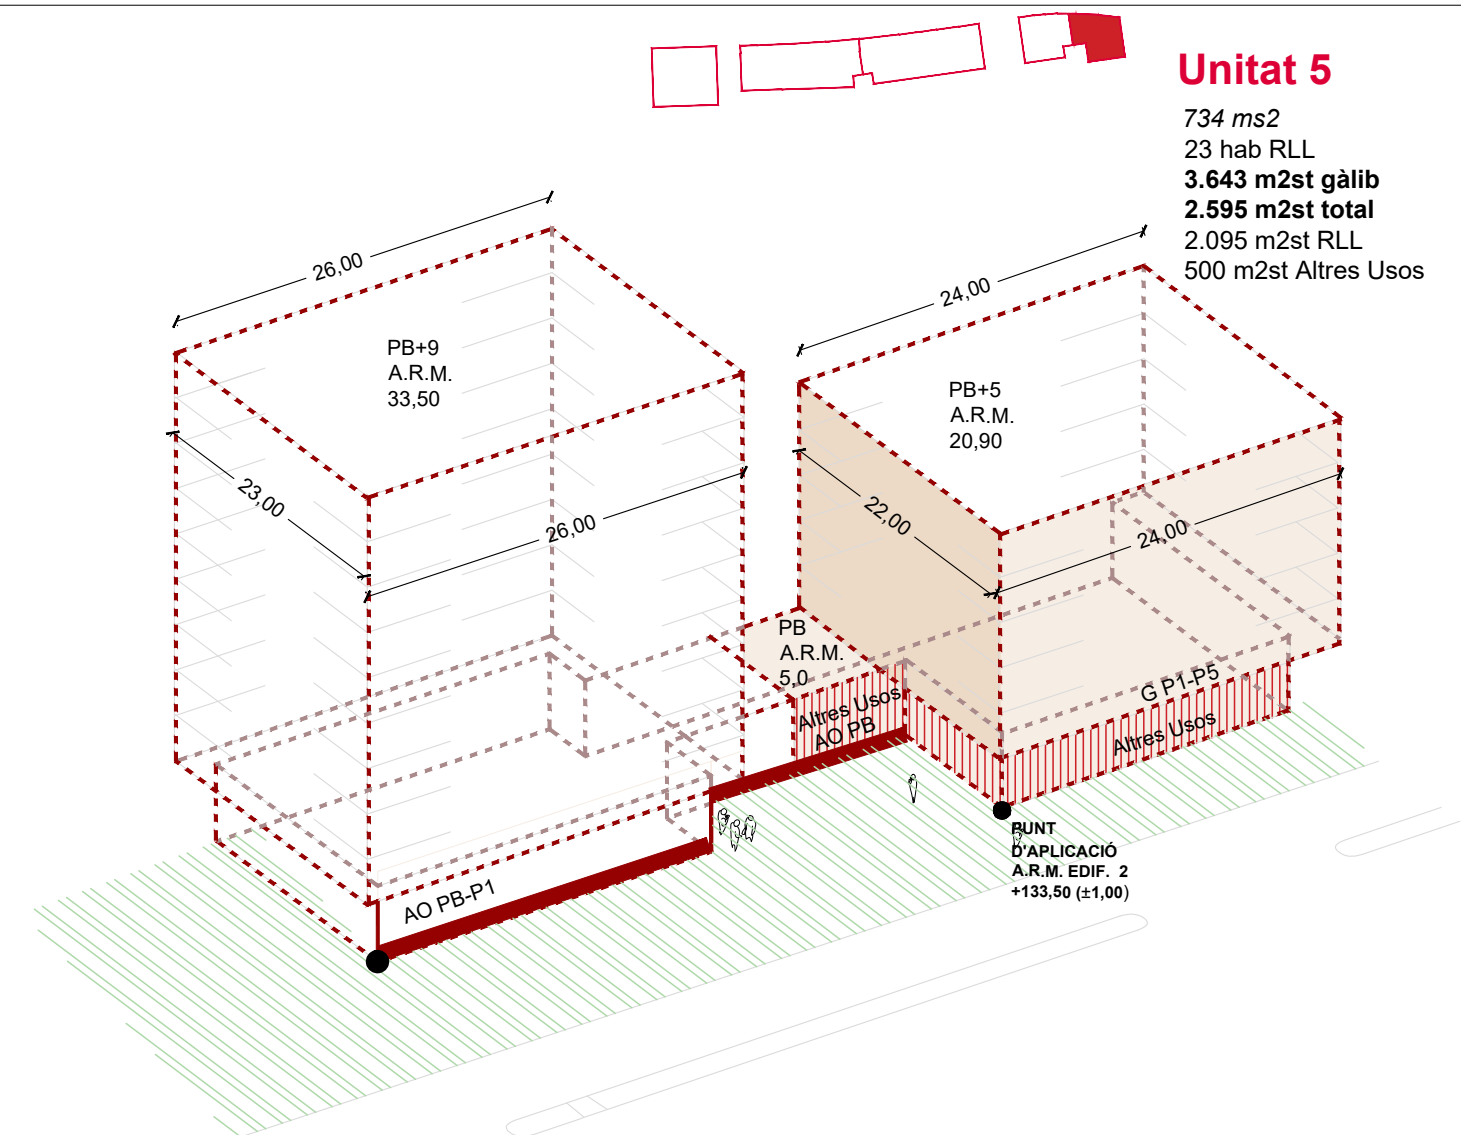 Unitat 5
734 ms2
23 hab RLL
3.643 m2st gàlib
2.595 m2st total
2.095 m2st RLL
500 m2st Altres Usos
26,00
24,00
PB+9
A.R.M.
33,50
PB+5
A.R.M.
20,90
23,00
26,00
22,00
24,00
PB
A.R.M.
5,0
Altres Usos
AO PB
G P1-P5
Altres Usos
AO PB-P1
PUNT
D'APLICACIÓ
A.R.M. EDIF. 2
+133,50 (±1,00)